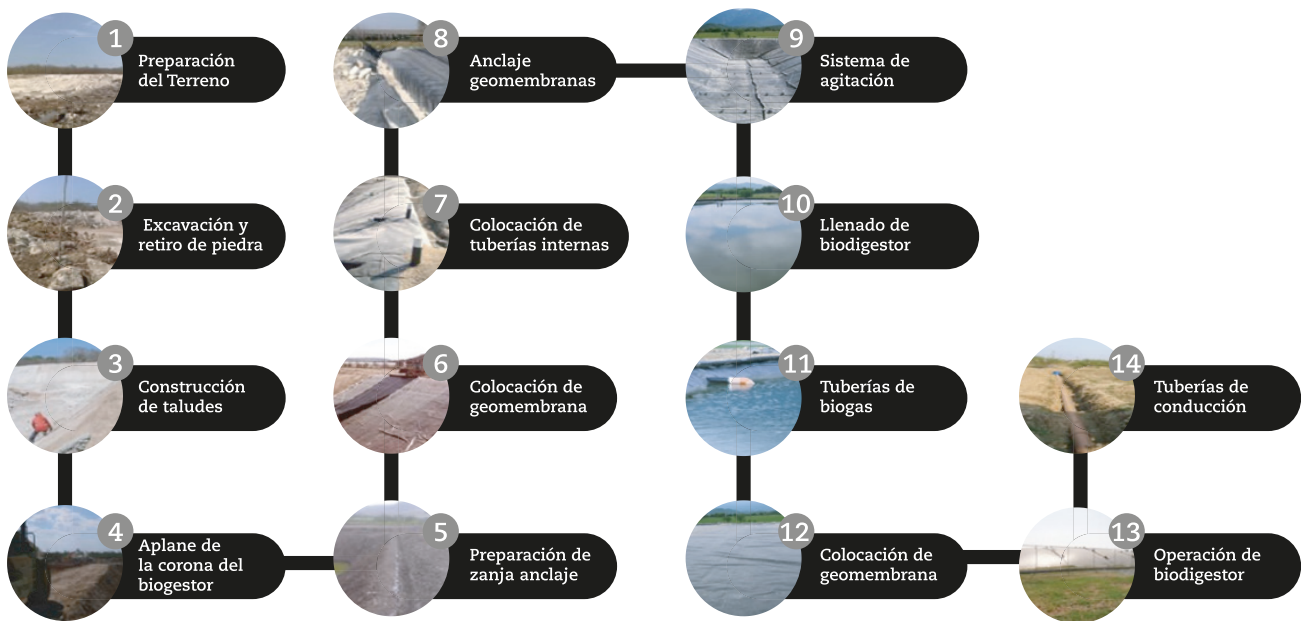 1
Preparación
del Terreno
2
Excavación y
retiro de piedra
3
Construcción
de taludes
4
Aplane de
la corona del
biogestor
5
Preparación de
zanja anclaje
6
Colocación de
geomembrana
7
Colocación de
tuberías internas
8
Anclaje
geomembranas
9
Sistema de
agitación
10
Llenado de
biodigestor
11
Tuberías de
biogas
12
Colocación de
geomembrana
13
Operación de
biodigestor
14
Tuberías de
conducción